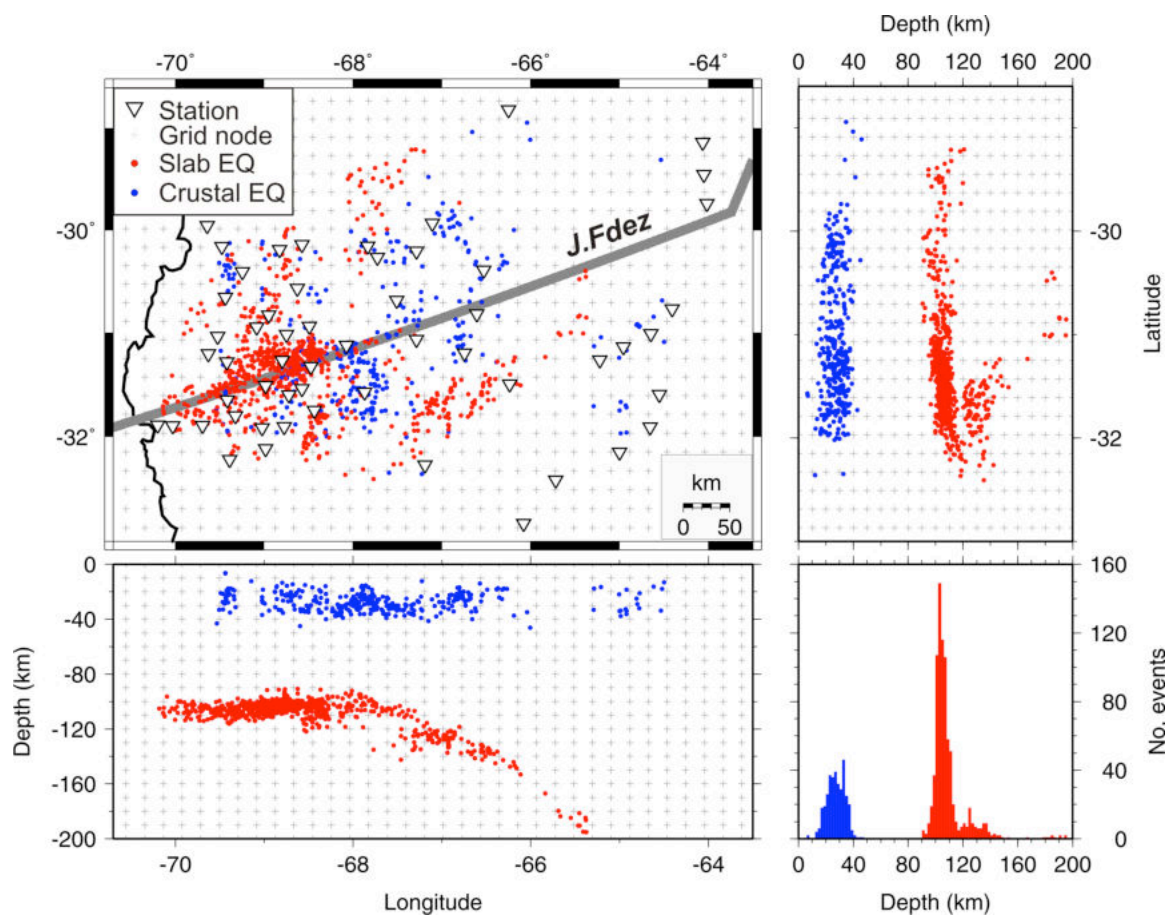 Depth (km)
-70˚ -68˚ -66˚ -64˚
0 40 80 120 160 200
Station
Grid node
Slab EQ
Crustal EQ
J.Fdez
-30˚
-32˚
km
0 50
-30
-32
Latitude
0
-40
-80
-120
-160
-200
Depth (km)
-70 -68 -66 -64
Longitude
160
120
80
40
0
No. events
0 40 80 120 160 200
Depth (km)